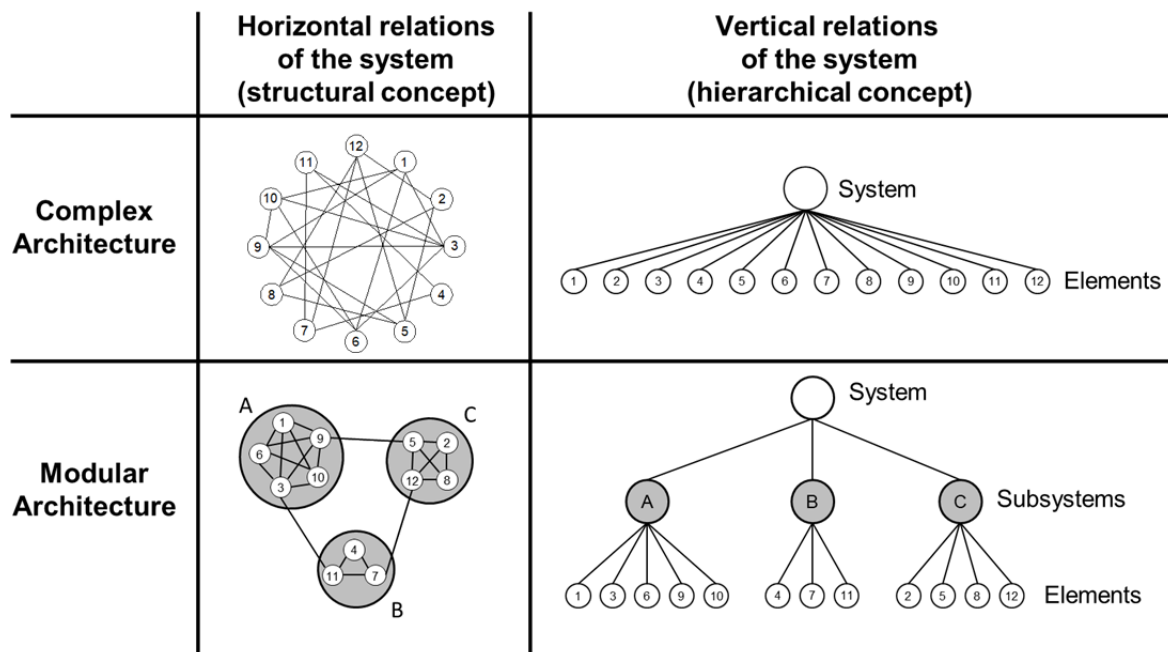 Horizontal relations
of the system
(structural concept)
Vertical relations
of the system
(hierarchical concept)
Complex
Architecture
12
11
1
10
2
9
3
8
4
7
5
6
System
1 2 3 4 5 6 7 8 9 10 11 12 Elements
Modular
Architecture
A
C
1
9
6
10
3
5 2
12 8
4
11 7
B
System
A B C Subsystems
1 3 6 9 10 4 7 11 2 5 8 12 Elements